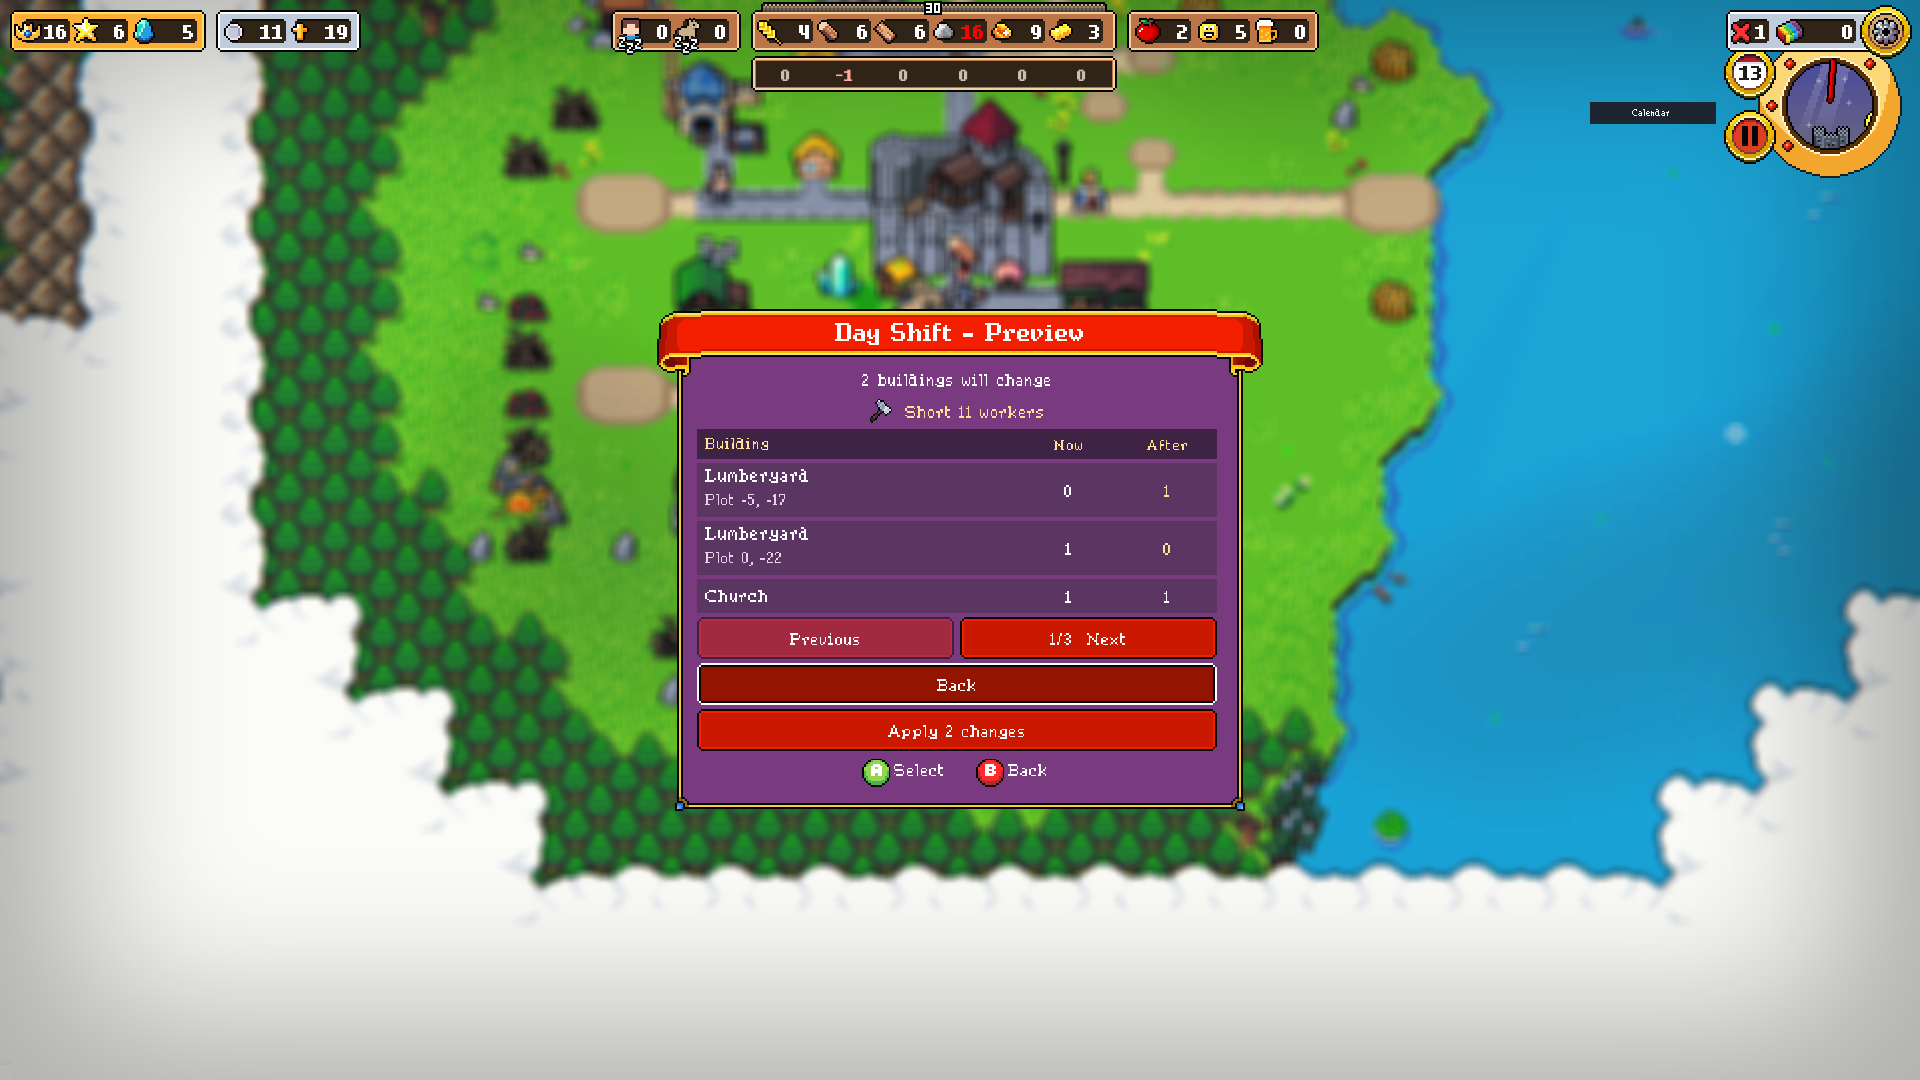 16 6 5 11 19 0 0 30 4 6 6 16 9 3 2 5 0 1 0
0 -1 0 0 0 0
13
Calendar
Day Shift - Preview
2 buildings will change
Short 11 workers
Building Now After
Lumberyard
Plot -5, -17
0 1
Lumberyard
Plot 0, -22
1 0
Church 1 1
Previous 1/3 Next
Back
Apply 2 changes
A Select B Back